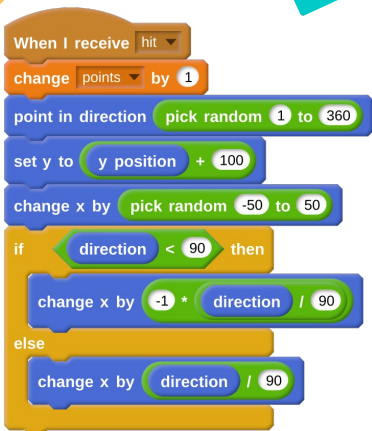 When I receive hit
change points by 1
point in direction pick random 1 to 360
set y to y position + 100
change x by pick random -50 to 50
if direction < 90 then
change x by -1 * direction / 90
else
change x by direction / 90